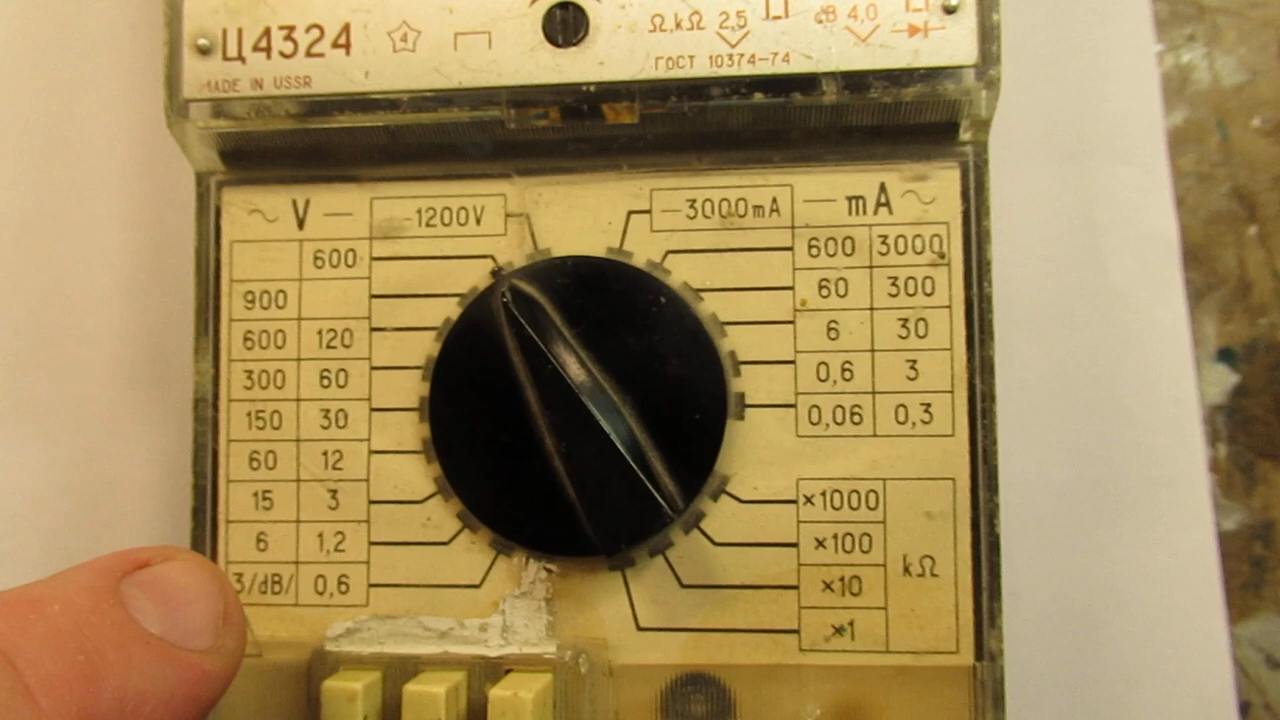 Ц4324 4 Ω,kΩ 2,5 dB 4,0
MADE IN USSR ГОСТ 10374-74
~ V — -1200V —3000mA — mA ~
600 600 3000
900 60 300
600 120 6 30
300 60 0,6 3
150 30 0,06 0,3
60 12
15 3 ×1000
6 1,2 ×100 kΩ
3/dB/ 0,6 ×10
×1